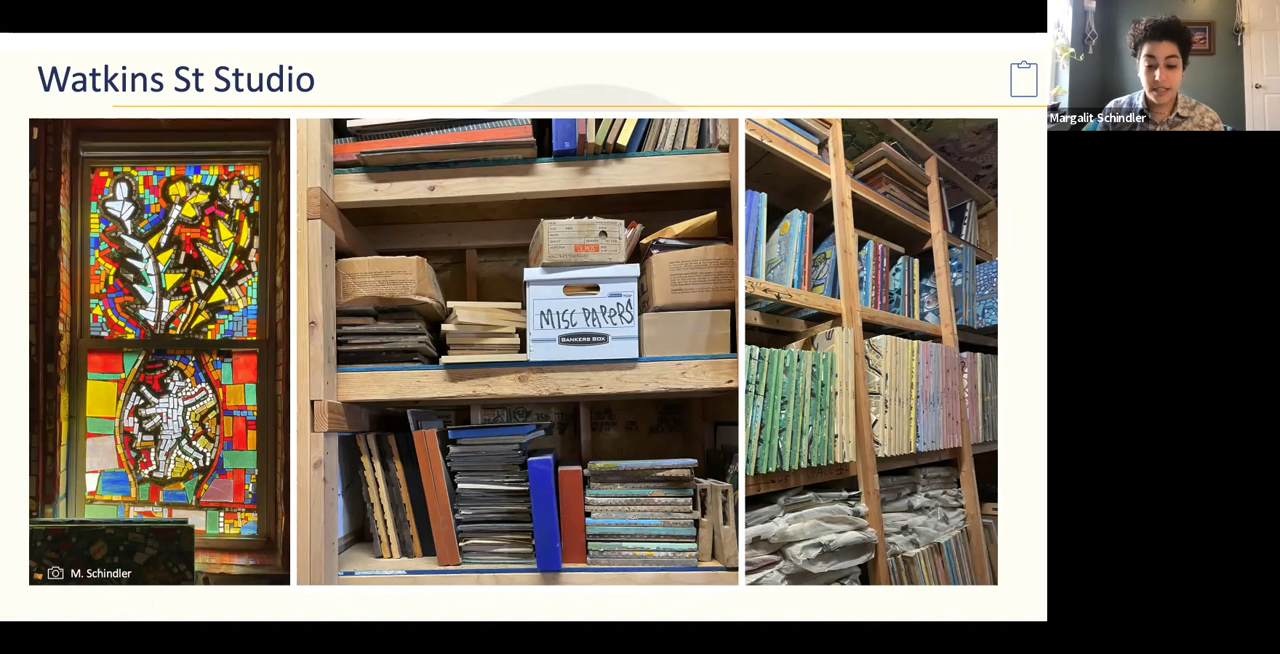 Watkins St Studio
Margalit Schindler
MISC PAPERS
BANKERS BOX
M. Schindler